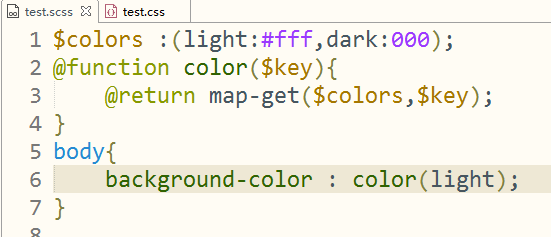 test.scss test.css
1 $colors :(light:#fff,dark:000);
2 @function color($key){
3 @return map-get($colors,$key);
4 }
5 body{
6 background-color : color(light);
7 }
8